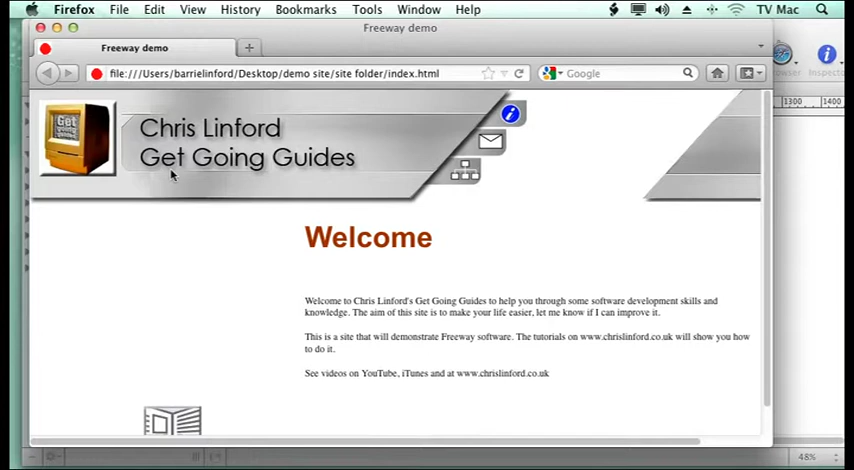 Firefox File Edit View History Bookmarks Tools Window Help TV Mac
Freeway demo
Freeway demo
file:///Users/barrielinford/Desktop/demo site/site folder/index.html
Google
Inspecto
1300 1400
Get going guides
Chris Linford
Get Going Guides
Welcome
Welcome to Chris Linford's Get Going Guides to help you through some software development skills and
knowledge. The aim of this site is to make your life easier, let me know if I can improve it.
This is a site that will demonstrate Freeway software. The tutorials on www.chrislinford.co.uk will show you how
to do it.
See videos on YouTube, iTunes and at www.chrislinford.co.uk
48%